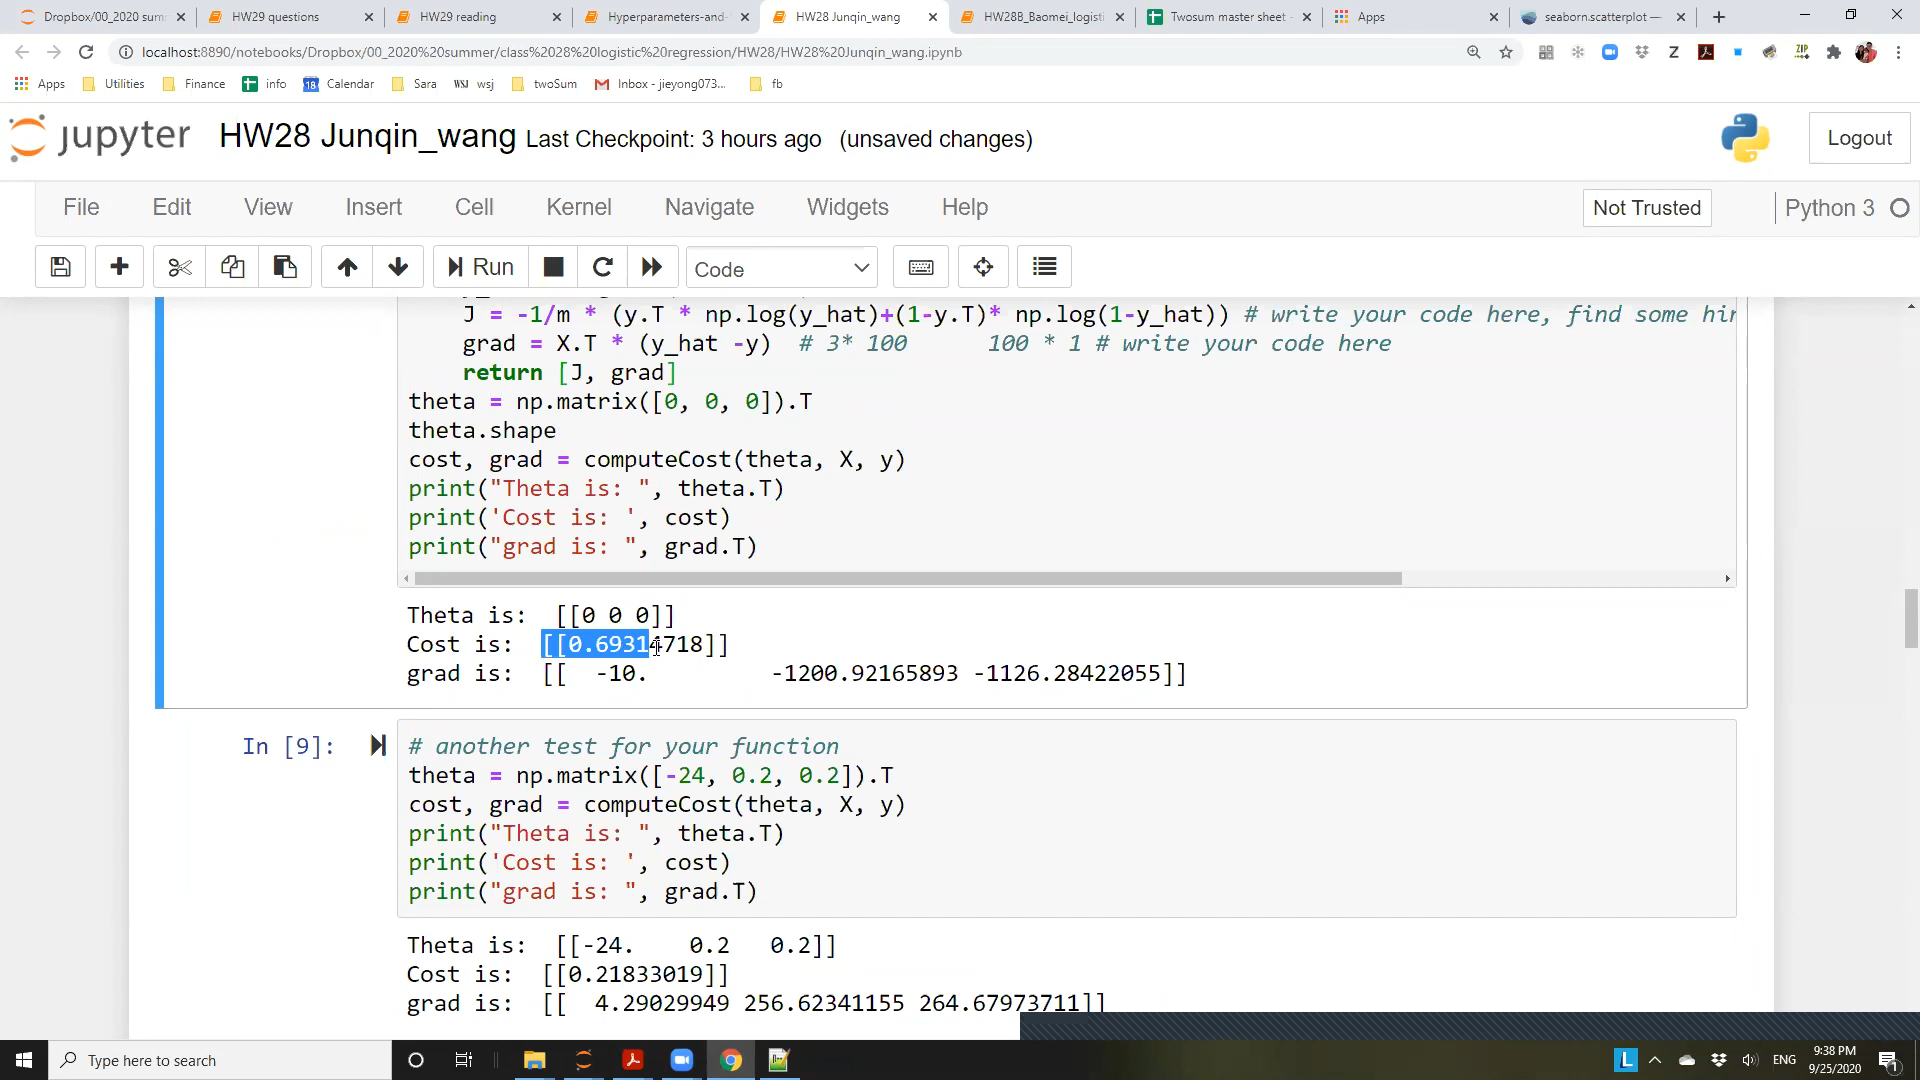 Dropbox/00_2020 sum
HW29 questions
HW29 reading
Hyperparameters-and-
HW28 Junqin_wang
HW28B_Baomei_logisti
Twosum master sheet -
Apps
seaborn.scatterplot —
localhost:8890/notebooks/Dropbox/00_2020%20summer/class%2028%20logistic%20regression/HW28/HW28%20Junqin_wang.ipynb
Apps
Utilities
Finance
info
Calendar
Sara
WSJ wsj
twoSum
Inbox - jieyong073...
fb
jupyter HW28 Junqin_wang Last Checkpoint: 3 hours ago (unsaved changes)
Logout
File Edit View Insert Cell Kernel Navigate Widgets Help
Not Trusted
Python 3
Run
Code
J = -1/m * (y.T * np.log(y_hat)+(1-y.T)* np.log(1-y_hat)) # write your code here, find some hin
grad = X.T * (y_hat -y)  # 3* 100      100 * 1 # write your code here
return [J, grad]
theta = np.matrix([0, 0, 0]).T
theta.shape
cost, grad = computeCost(theta, X, y)
print("Theta is: ", theta.T)
print('Cost is: ', cost)
print("grad is: ", grad.T)
Theta is:  [[0 0 0]]
Cost is:  [[0.69314718]]
grad is:  [[  -10.         -1200.92165893 -1126.28422055]]
In [9]:
# another test for your function
theta = np.matrix([-24, 0.2, 0.2]).T
cost, grad = computeCost(theta, X, y)
print("Theta is: ", theta.T)
print('Cost is: ', cost)
print("grad is: ", grad.T)
Theta is:  [[-24.    0.2   0.2]]
Cost is:  [[0.21833019]]
grad is:  [[  4.29029949 256.62341155 264.67973711]]
Type here to search
ENG
9:38 PM
9/25/2020